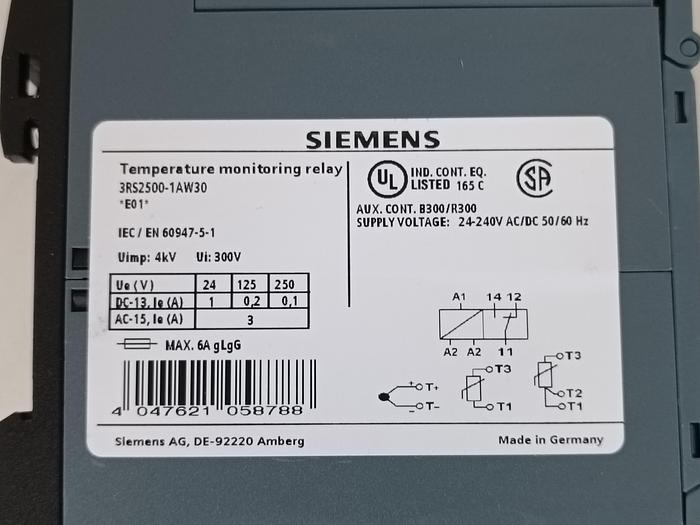 SIEMENS
Temperature monitoring relay
3RS2500-1AW30
*E01*
IEC / EN 60947-5-1
Uimp: 4kV Ui: 300V
Ue (V) 24 125 250
DC-13, Ie (A) 1 0,2 0,1
AC-15, Ie (A) 3
MAX. 6A gLgG
4 047621 058788
UL
IND. CONT. EQ.
LISTED 165 C
SA
AUX. CONT. B300/R300
SUPPLY VOLTAGE: 24-240V AC/DC 50/60 Hz
A1 14 12
A2 A2 11
+ T+
– T–
T3
T1
T3
T2
T1
Siemens AG, DE-92220 Amberg
Made in Germany